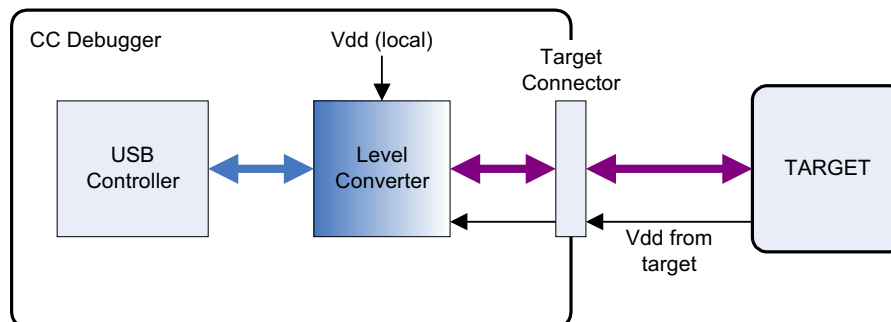 CC Debugger
Vdd (local)
Target
Connector
USB
Controller
Level
Converter
TARGET
Vdd from
target